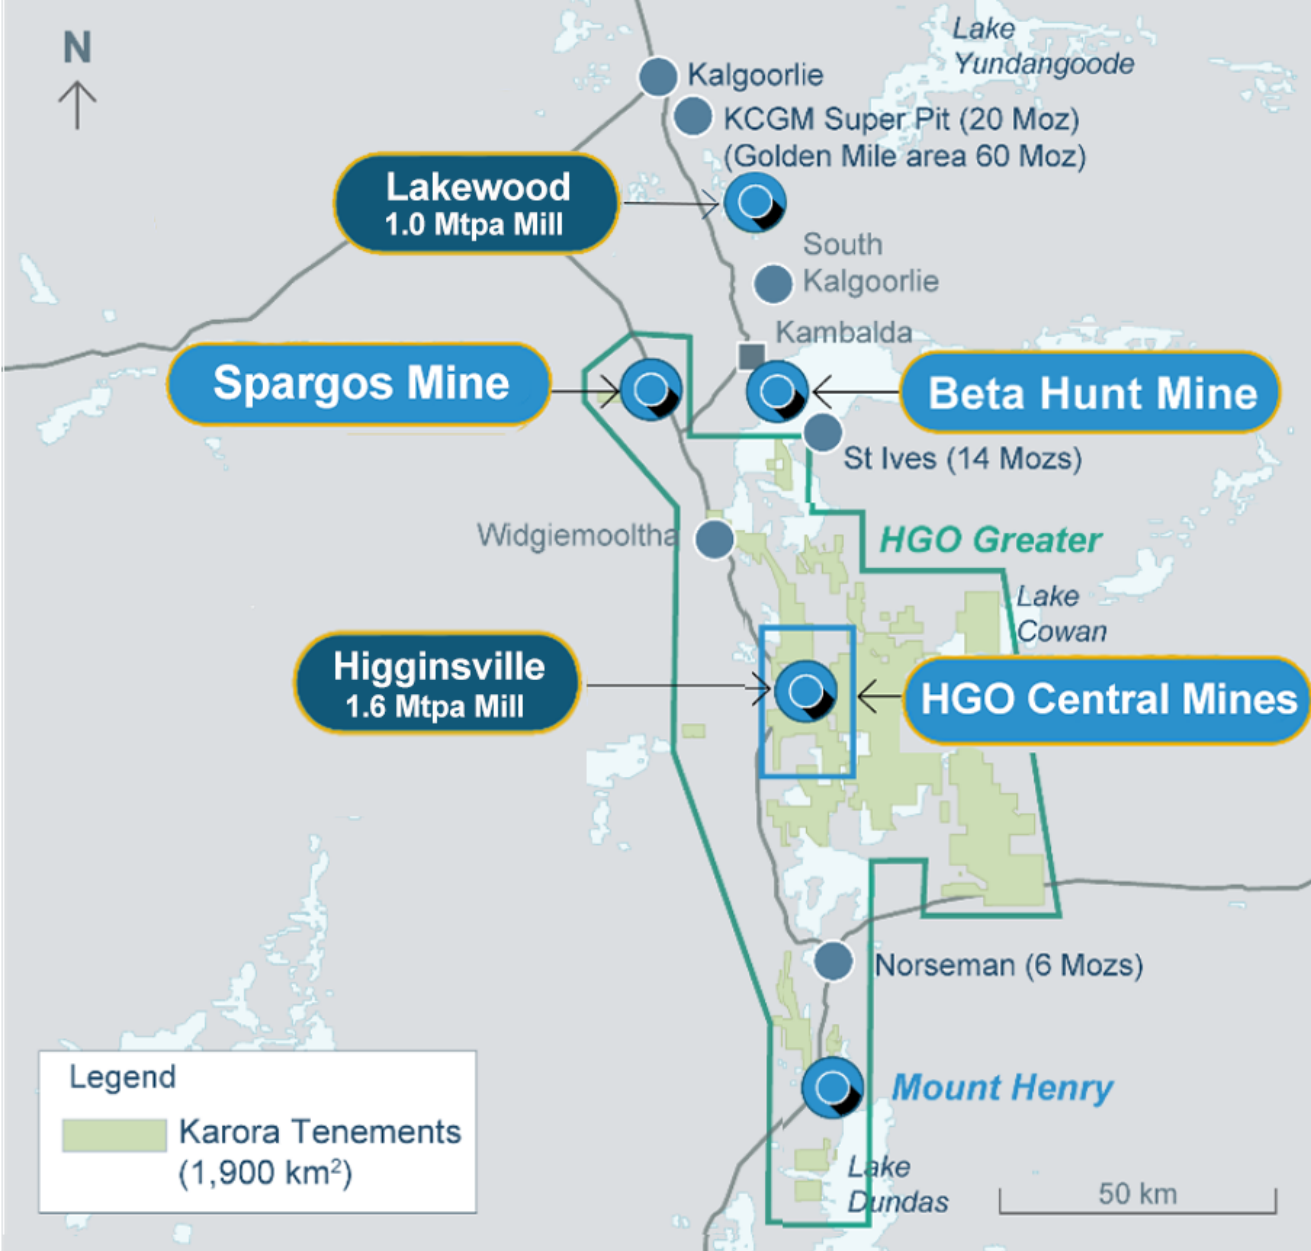 N
Lake
Yundangoode
Kalgoorlie
KCGM Super Pit (20 Moz)
(Golden Mile area 60 Moz)
Lakewood
1.0 Mtpa Mill
South
Kalgoorlie
Kambalda
Spargos Mine
Beta Hunt Mine
St Ives (14 Mozs)
Widgiemooltha
HGO Greater
Lake
Cowan
Higginsville
1.6 Mtpa Mill
HGO Central Mines
Norseman (6 Mozs)
Mount Henry
Legend
Karora Tenements
(1,900 km²)
Lake
Dundas
50 km